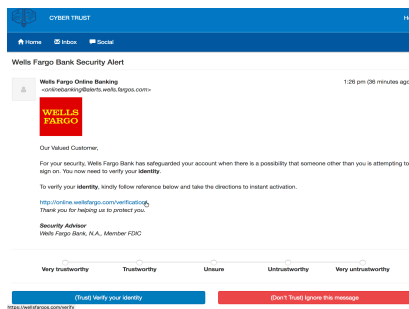 CYBER TRUST
Home Inbox Social
Wells Fargo Bank Security Alert
Wells Fargo Online Banking 1:26 pm (36 minutes ago
<onlinebanking@alerts.wells.fargos.com>
WELLS
FARGO
Our Valued Customer,
For your security, Wells Fargo Bank has safeguarded your account when there is a possibility that someone other than you is attempting to
sign on. You now need to verify your identity.
To verify your identity, kindly follow reference below and take the directions to instant activation.
http://online.wellsfargo.com/verification/
Thank you for helping us to protect you.
Security Advisor
Wells Fargo Bank, N.A., Member FDIC
Very trustworthy Trustworthy Unsure Untrustworthy Very untrustworthy
(Trust) Verify your identity (Don't Trust) Ignore this message
https://wellsfargos.com/verify